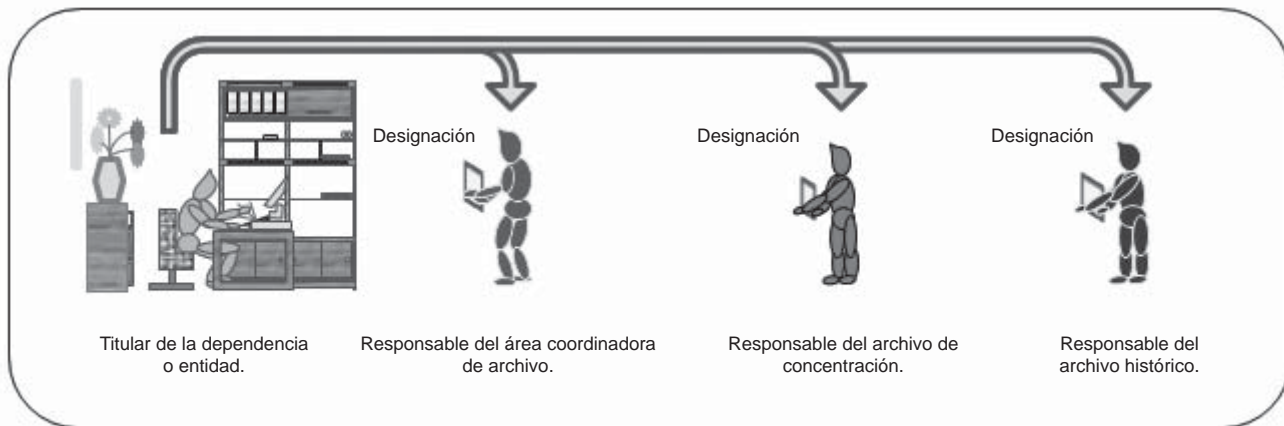 Designación
Designación
Designación
Titular de la dependencia
o entidad.
Responsable del área coordinadora
de archivo.
Responsable del archivo de
concentración.
Responsable del
archivo histórico.